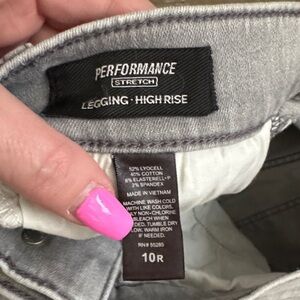 PERFORMANCE
STRETCH
LEGGING · HIGH RISE
52% LYOCELL
40% COTTON
6% ELASTERELL-P
2% SPANDEX
MADE IN VIETNAM
MACHINE WASH COLD
WITH LIKE COLORS.
ONLY NON-CHLORINE
BLEACH WHEN
NEEDED. TUMBLE DRY
LOW. WARM IRON
IF NEEDED.
RN# 55285
10R